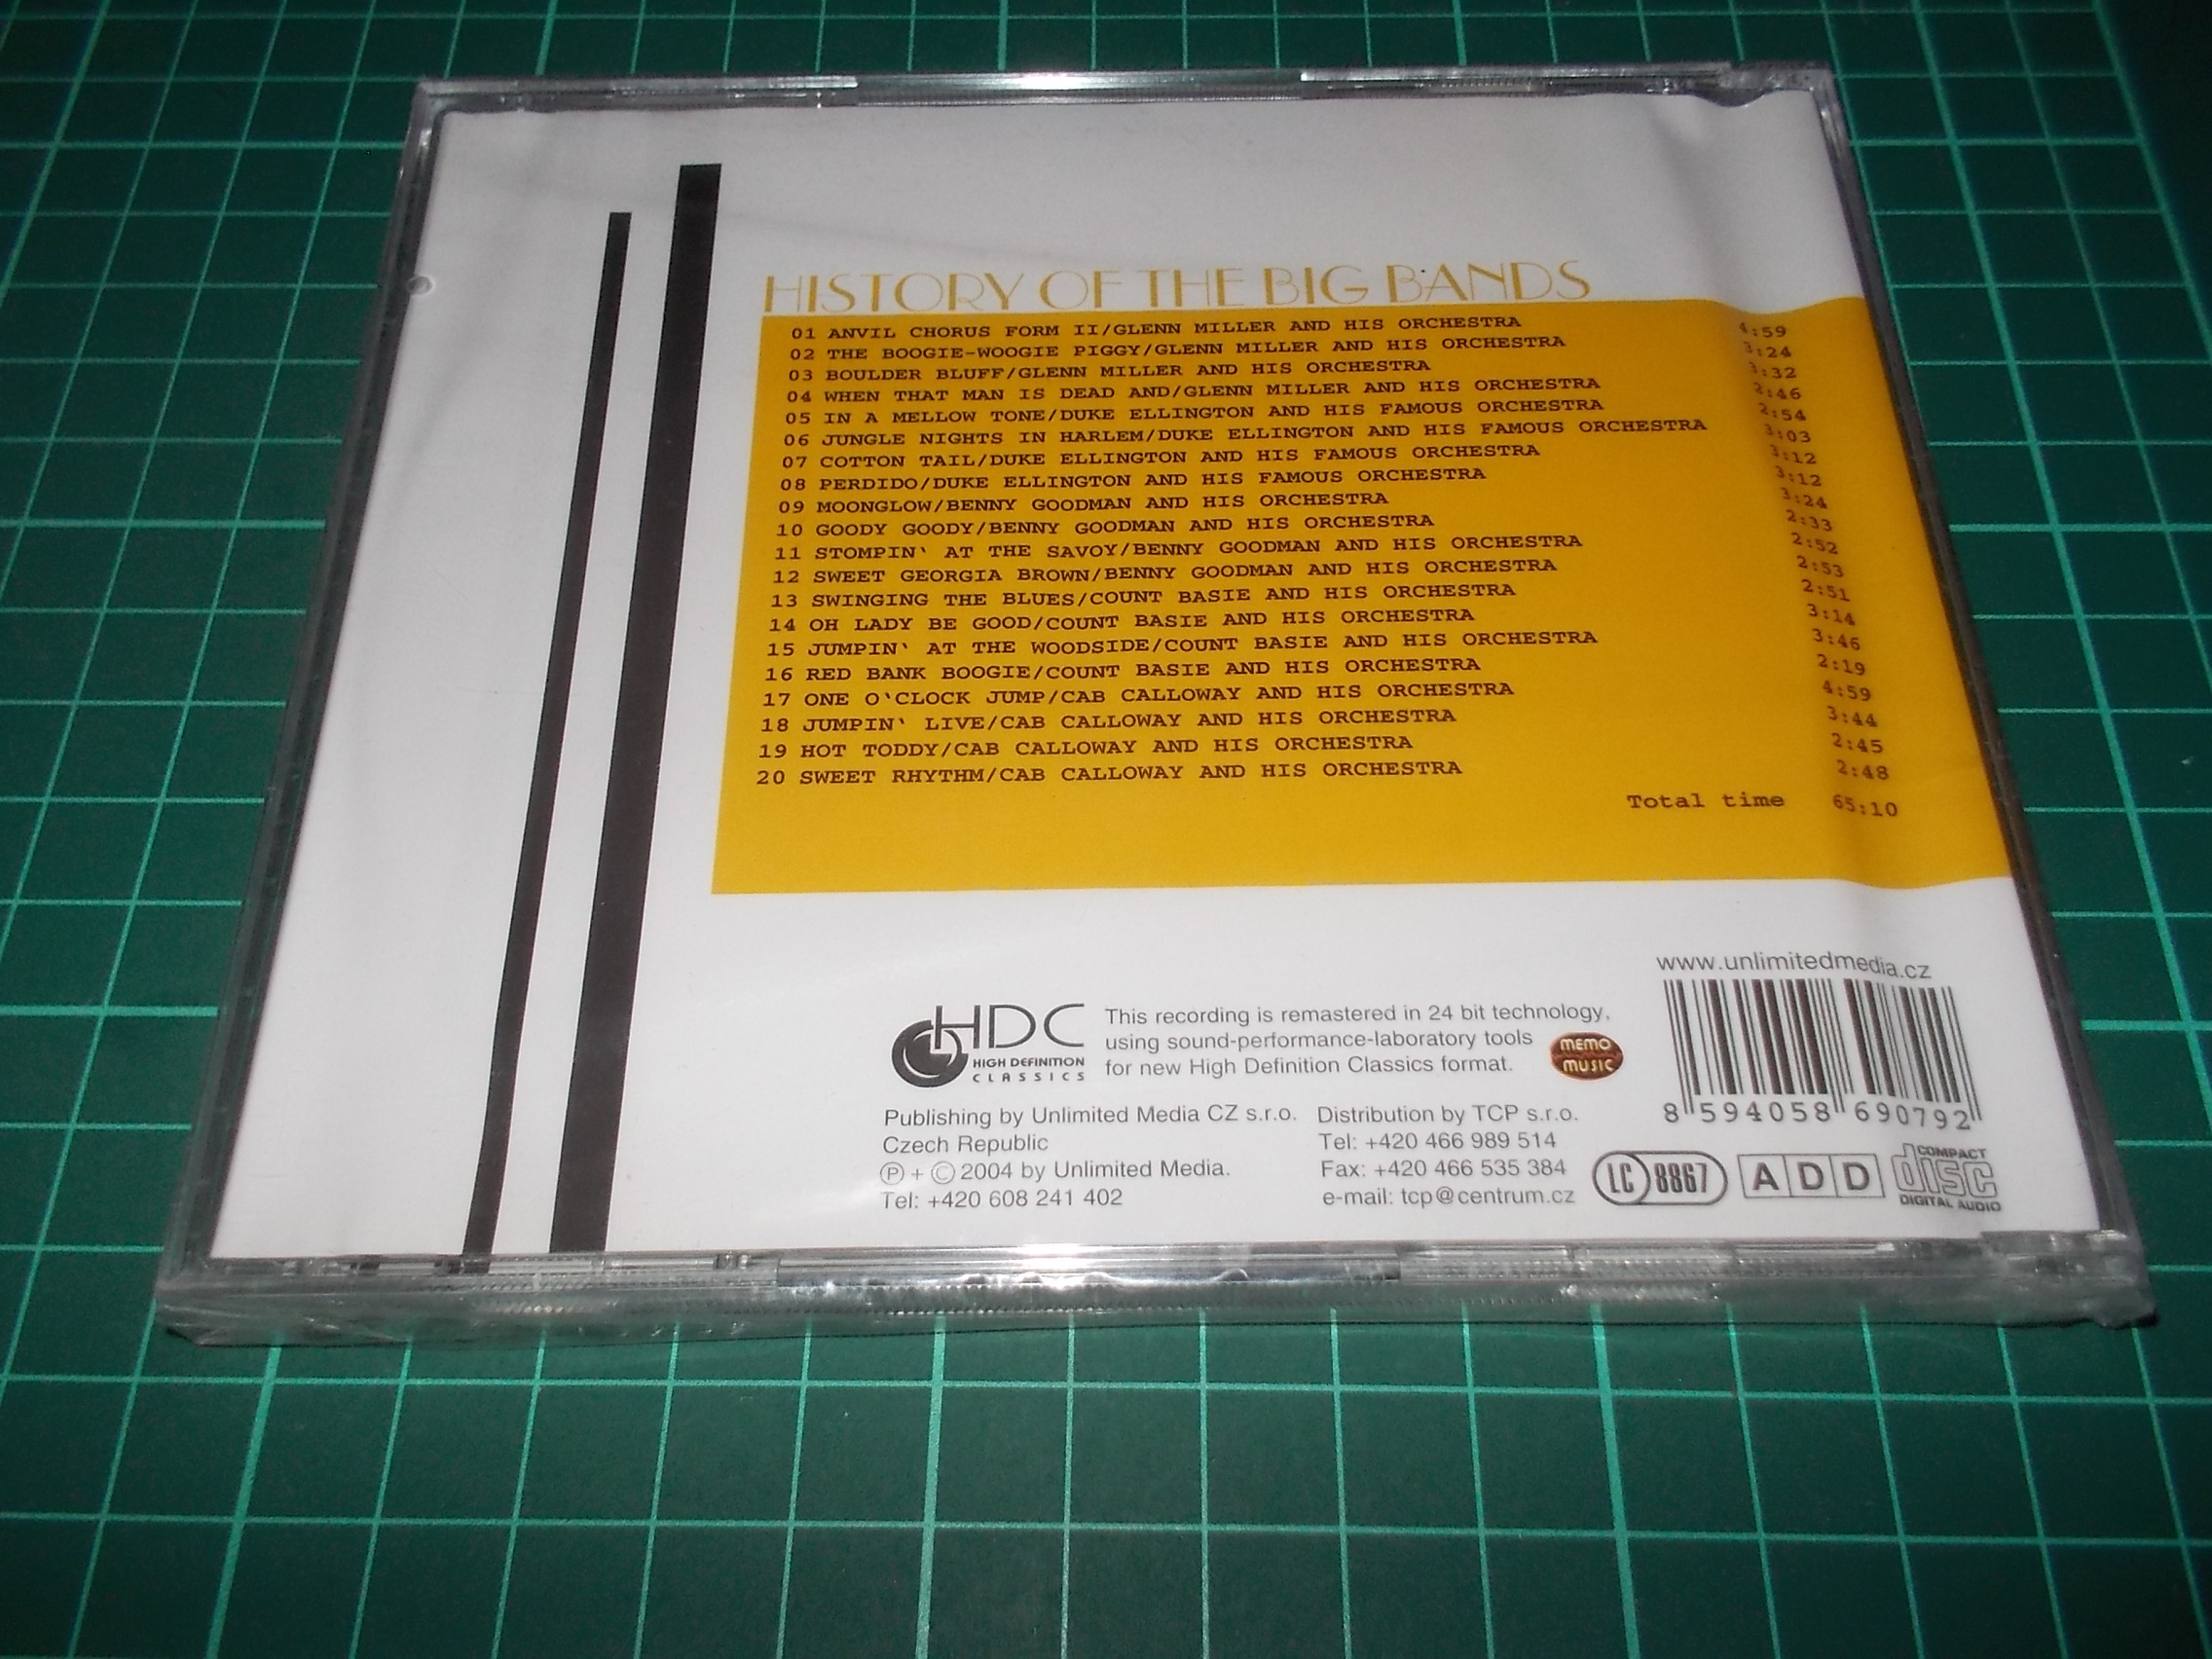 HISTORY OF THE BIG BANDS
01 ANVIL CHORUS FORM II/GLENN MILLER AND HIS ORCHESTRA 4:59
02 THE BOOGIE-WOOGIE PIGGY/GLENN MILLER AND HIS ORCHESTRA 3:24
03 BOULDER BLUFF/GLENN MILLER AND HIS ORCHESTRA 3:32
04 WHEN THAT MAN IS DEAD AND/GLENN MILLER AND HIS ORCHESTRA 2:46
05 IN A MELLOW TONE/DUKE ELLINGTON AND HIS FAMOUS ORCHESTRA 2:54
06 JUNGLE NIGHTS IN HARLEM/DUKE ELLINGTON AND HIS FAMOUS ORCHESTRA 3:03
07 COTTON TAIL/DUKE ELLINGTON AND HIS FAMOUS ORCHESTRA 3:12
08 PERDIDO/DUKE ELLINGTON AND HIS FAMOUS ORCHESTRA 3:12
09 MOONGLOW/BENNY GOODMAN AND HIS ORCHESTRA 3:24
10 GOODY GOODY/BENNY GOODMAN AND HIS ORCHESTRA 2:33
11 STOMPIN‘ AT THE SAVOY/BENNY GOODMAN AND HIS ORCHESTRA 2:52
12 SWEET GEORGIA BROWN/BENNY GOODMAN AND HIS ORCHESTRA 2:53
13 SWINGING THE BLUES/COUNT BASIE AND HIS ORCHESTRA 2:51
14 OH LADY BE GOOD/COUNT BASIE AND HIS ORCHESTRA 3:14
15 JUMPIN‘ AT THE WOODSIDE/COUNT BASIE AND HIS ORCHESTRA 3:46
16 RED BANK BOOGIE/COUNT BASIE AND HIS ORCHESTRA 2:19
17 ONE O‘CLOCK JUMP/CAB CALLOWAY AND HIS ORCHESTRA 4:59
18 JUMPIN‘ LIVE/CAB CALLOWAY AND HIS ORCHESTRA 3:44
19 HOT TODDY/CAB CALLOWAY AND HIS ORCHESTRA 2:45
20 SWEET RHYTHM/CAB CALLOWAY AND HIS ORCHESTRA 2:48
Total time 65:10
www.unlimitedmedia.cz
HDC
HIGH DEFINITION
CLASSICS
This recording is remastered in 24 bit technology,
using sound-performance-laboratory tools
for new High Definition Classics format.
MEMO
MUSIC
8 594058 690792
Publishing by Unlimited Media CZ s.r.o.
Czech Republic
Ⓟ + © 2004 by Unlimited Media.
Tel: +420 608 241 402
Distribution by TCP s.r.o.
Tel: +420 466 989 514
Fax: +420 466 535 384
e-mail: tcp@centrum.cz
LC 8867
ADD
COMPACT
disc
DIGITAL AUDIO